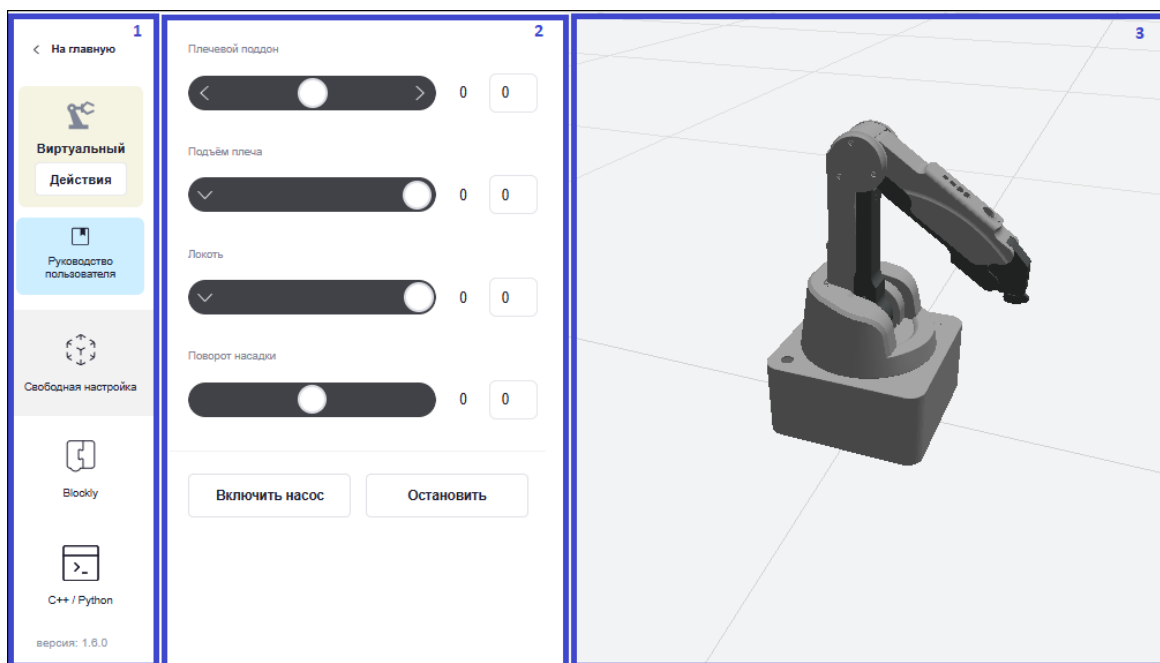 1
На главную
Виртуальный
Действия
Руководство
пользователя
Свободная настройка
Blockly
>_
C++ / Python
версия: 1.6.0
2
Плечевой поддон
0 0
Подъём плеча
0 0
Локоть
0 0
Поворот насадки
0 0
Включить насос Остановить
3